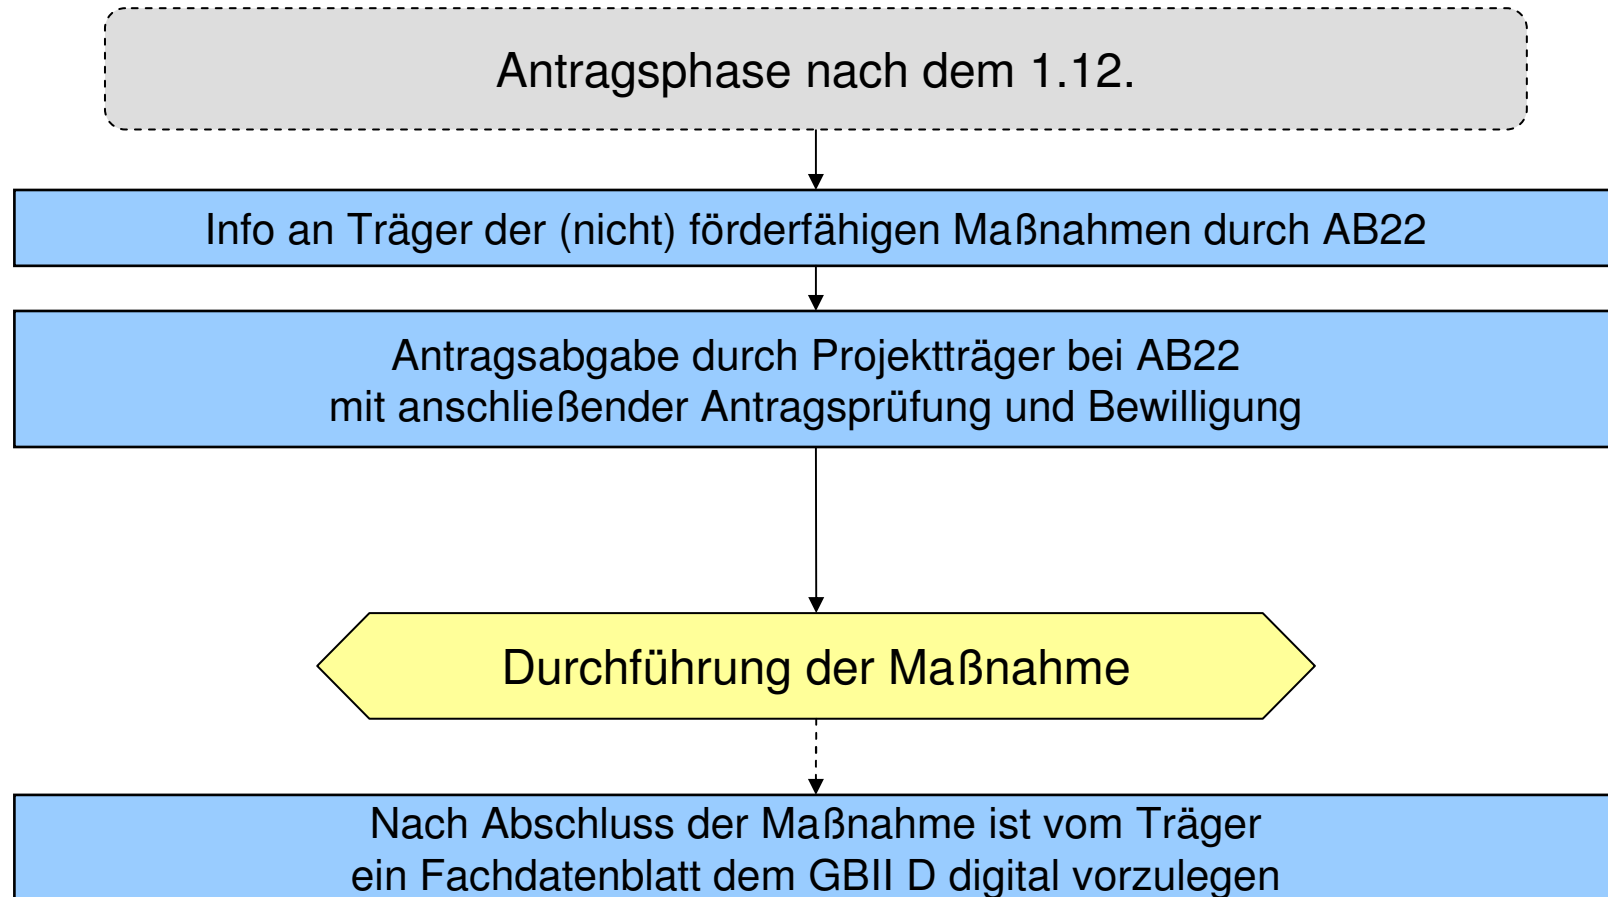 Antragsphase nach dem 1.12.
Info an Träger der (nicht) förderfähigen Maßnahmen durch AB22
Antragsabgabe durch Projektträger bei AB22
mit anschließender Antragsprüfung und Bewilligung
Durchführung der Maßnahme
Nach Abschluss der Maßnahme ist vom Träger
ein Fachdatenblatt dem GBII D digital vorzulegen